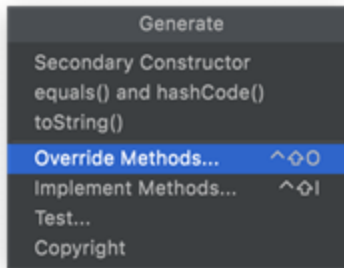 Generate
Secondary Constructor
equals() and hashCode()
toString()
Override Methods... ^⇧O
Implement Methods... ^⇧I
Test...
Copyright